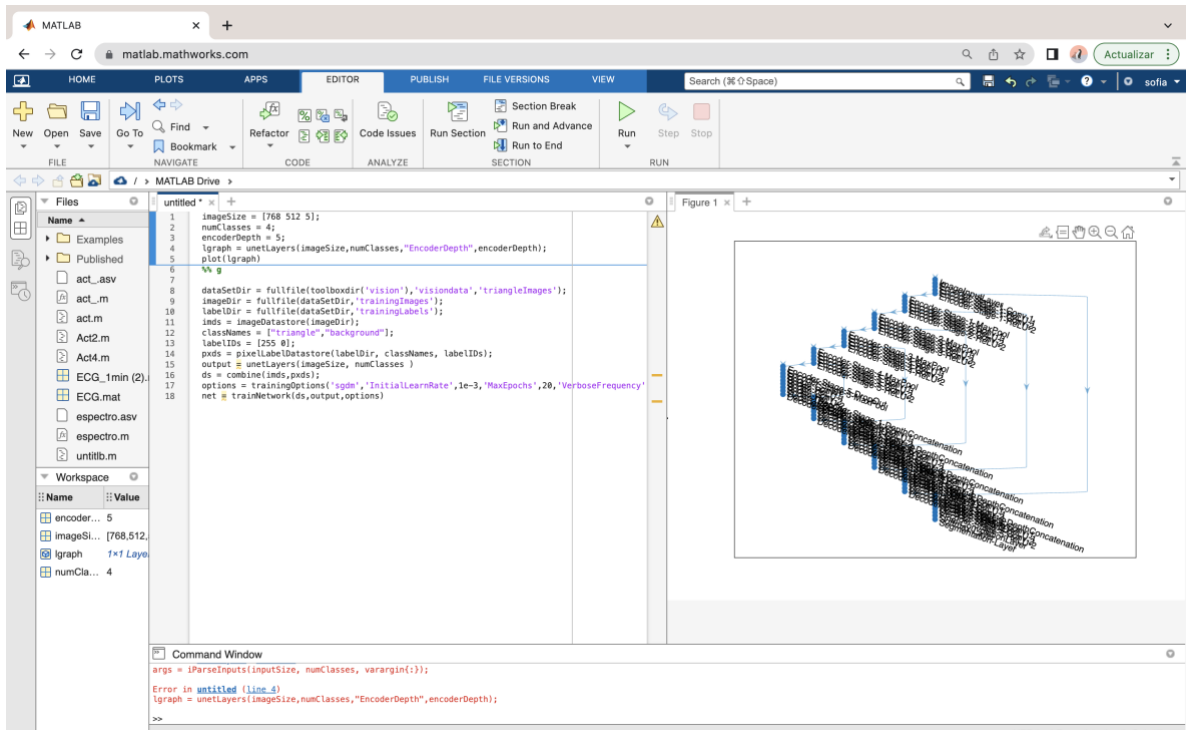 MATLAB
matlab.mathworks.com
Actualizar
HOME PLOTS APPS EDITOR PUBLISH FILE VERSIONS VIEW
Search (⌘⇧Space)
sofia
New Open Save Go To
Find
Bookmark
Refactor
Code Issues
Run Section
Section Break
Run and Advance
Run to End
Run Step Stop
FILE NAVIGATE CODE ANALYZE SECTION RUN
/ > MATLAB Drive >
Files
Name
Examples
Published
act_.asv
act_.m
act.m
Act2.m
Act4.m
ECG_1min (2).
ECG.mat
espectro.asv
espectro.m
untitlb.m
Workspace
Name Value
encoder... 5
imageSi... [768,512,
lgraph 1×1 Laye
numCla... 4
untitled * ×
1 imageSize = [768 512 5];
2 numClasses = 4;
3 encoderDepth = 5;
4 lgraph = unetLayers(imageSize,numClasses,"EncoderDepth",encoderDepth);
5 plot(lgraph)
6 %% g
7
8 dataSetDir = fullfile(toolboxdir('vision'),'visiondata','triangleImages');
9 imageDir = fullfile(dataSetDir,'trainingImages');
10 labelDir = fullfile(dataSetDir,'trainingLabels');
11 imds = imageDatastore(imageDir);
12 classNames = ["triangle","background"];
13 labelIDs = [255 0];
14 pxds = pixelLabelDatastore(labelDir, classNames, labelIDs);
15 output = unetLayers(imageSize, numClasses )
16 ds = combine(imds,pxds);
17 options = trainingOptions('sgdm','InitialLearnRate',1e-3,'MaxEpochs',20,'VerboseFrequency'
18 net = trainNetwork(ds,output,options)
Figure 1 ×
Segmentation-Layer
Command Window
args = iParseInputs(inputSize, numClasses, varargin{:});
Error in untitled (line 4)
lgraph = unetLayers(imageSize,numClasses,"EncoderDepth",encoderDepth);
>>